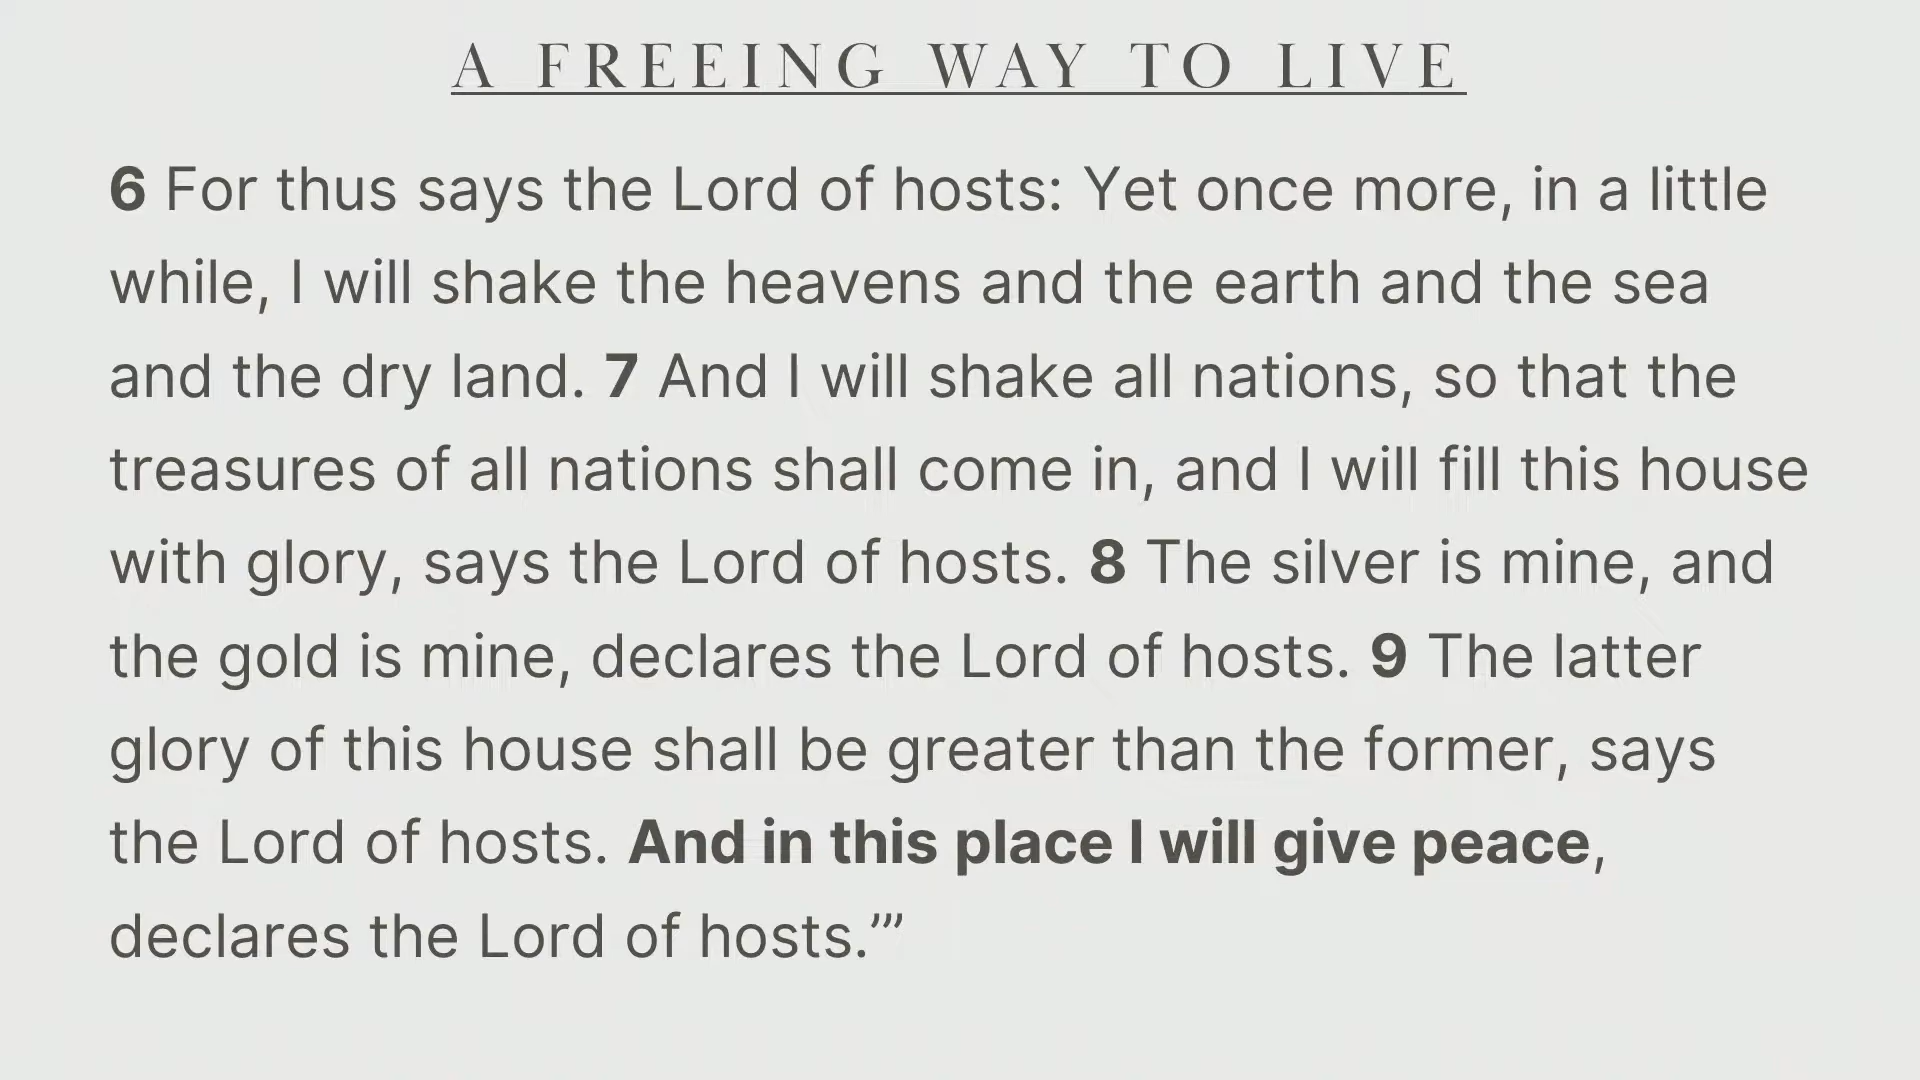 A FREEING WAY TO LIVE
6 For thus says the Lord of hosts: Yet once more, in a little
while, I will shake the heavens and the earth and the sea
and the dry land. 7 And I will shake all nations, so that the
treasures of all nations shall come in, and I will fill this house
with glory, says the Lord of hosts. 8 The silver is mine, and
the gold is mine, declares the Lord of hosts. 9 The latter
glory of this house shall be greater than the former, says
the Lord of hosts. And in this place I will give peace,
declares the Lord of hosts.’”